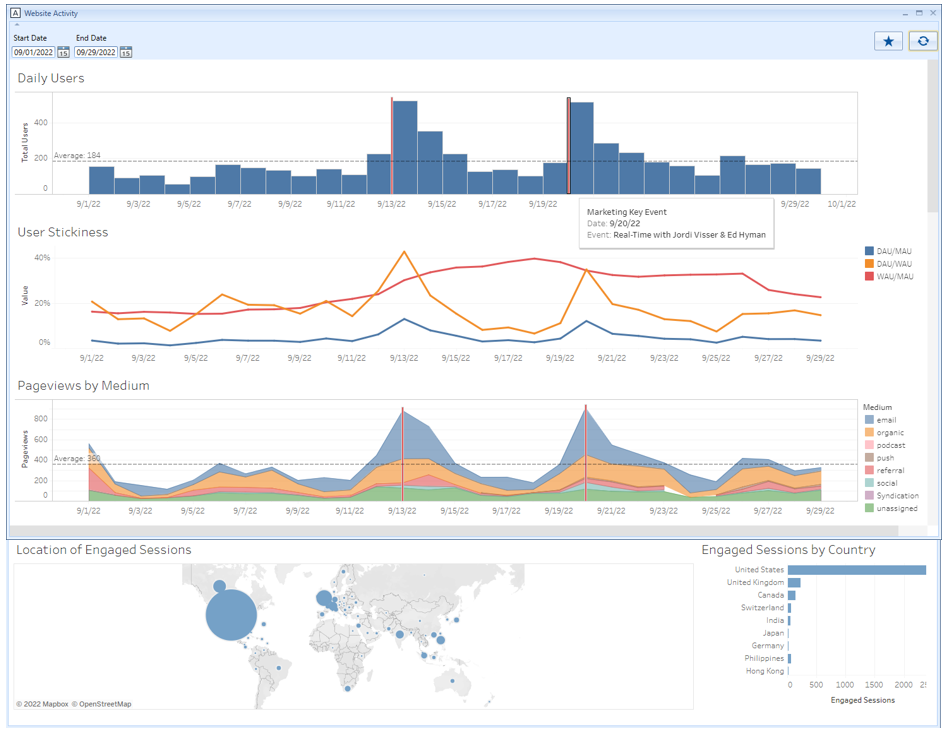 A Website Activity
Start Date End Date
09/01/2022 15 09/29/2022 15
Daily Users
Total Users
400
200
0
Average: 184
9/1/22 9/3/22 9/5/22 9/7/22 9/9/22 9/11/22 9/13/22 9/15/22 9/17/22 9/19/22 9/29/22 10/1/22
Marketing Key Event
Date: 9/20/22
Event: Real-Time with Jordi Visser & Ed Hyman
User Stickiness
Value
40%
20%
0%
9/1/22 9/3/22 9/5/22 9/7/22 9/9/22 9/11/22 9/13/22 9/15/22 9/17/22 9/19/22 9/21/22 9/23/22 9/25/22 9/27/22 9/29/22
DAU/MAU
DAU/WAU
WAU/MAU
Pageviews by Medium
Pageviews
800
600
400
200
0
Average: 360
9/1/22 9/3/22 9/5/22 9/7/22 9/9/22 9/11/22 9/13/22 9/15/22 9/17/22 9/19/22 9/21/22 9/23/22 9/25/22 9/27/22 9/29/22
Medium
email
organic
podcast
push
referral
social
Syndication
unassigned
Location of Engaged Sessions
© 2022 Mapbox © OpenStreetMap
Engaged Sessions by Country
United States
United Kingdom
Canada
Switzerland
India
Japan
Germany
Philippines
Hong Kong
0 500 1000 1500 2000
Engaged Sessions